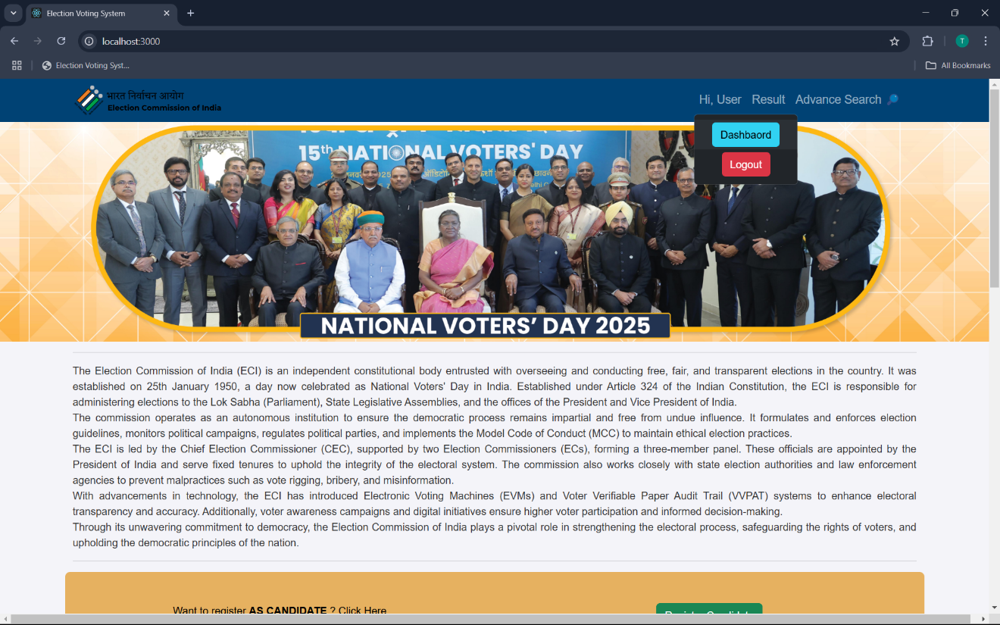 Election Voting System
localhost:3000
T
Election Voting Syst...
All Bookmarks
भारत निर्वाचन आयोग
Election Commission of India
Hi, User Result Advance Search
Dashbaord
Logout
15th NATIONAL VOTERS' DAY
NATIONAL VOTERS' DAY 2025
The Election Commission of India (ECI) is an independent constitutional body entrusted with overseeing and conducting free, fair, and transparent elections in the country. It was
established on 25th January 1950, a day now celebrated as National Voters' Day in India. Established under Article 324 of the Indian Constitution, the ECI is responsible for
administering elections to the Lok Sabha (Parliament), State Legislative Assemblies, and the offices of the President and Vice President of India.
The commission operates as an autonomous institution to ensure the democratic process remains impartial and free from undue influence. It formulates and enforces election
guidelines, monitors political campaigns, regulates political parties, and implements the Model Code of Conduct (MCC) to maintain ethical election practices.
The ECI is led by the Chief Election Commissioner (CEC), supported by two Election Commissioners (ECs), forming a three-member panel. These officials are appointed by the
President of India and serve fixed tenures to uphold the integrity of the electoral system. The commission also works closely with state election authorities and law enforcement
agencies to prevent malpractices such as vote rigging, bribery, and misinformation.
With advancements in technology, the ECI has introduced Electronic Voting Machines (EVMs) and Voter Verifiable Paper Audit Trail (VVPAT) systems to enhance electoral
transparency and accuracy. Additionally, voter awareness campaigns and digital initiatives ensure higher voter participation and informed decision-making.
Through its unwavering commitment to democracy, the Election Commission of India plays a pivotal role in strengthening the electoral process, safeguarding the rights of voters, and
upholding the democratic principles of the nation.
Want to register AS CANDIDATE ? Click Here
Register Candidate